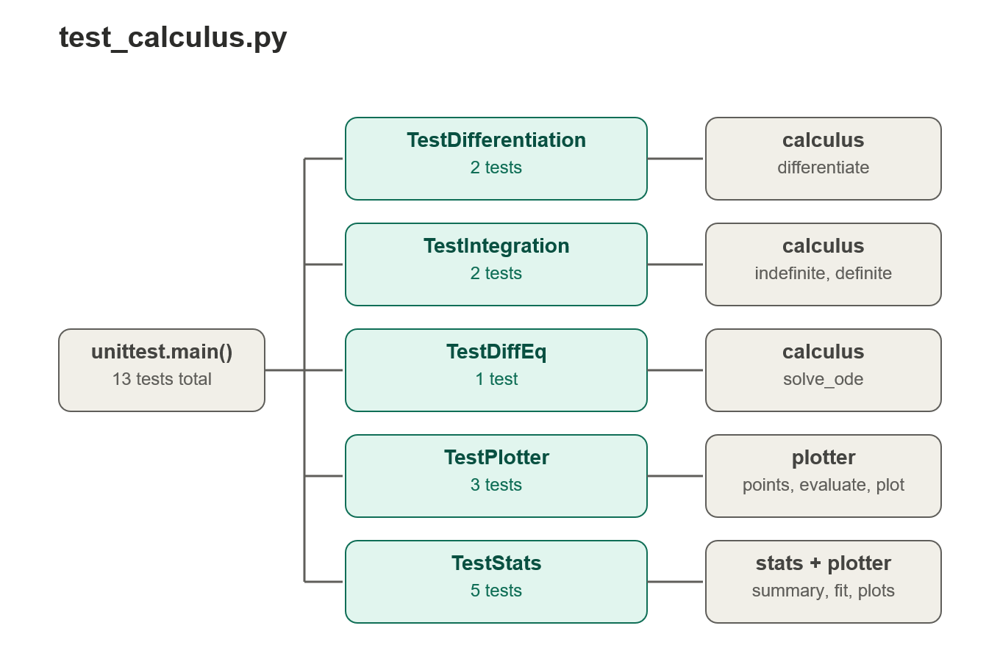 test_calculus.py
TestDifferentiation
2 tests
calculus
differentiate
TestIntegration
2 tests
calculus
indefinite, definite
unittest.main()
13 tests total
TestDiffEq
1 test
calculus
solve_ode
TestPlotter
3 tests
plotter
points, evaluate, plot
TestStats
5 tests
stats + plotter
summary, fit, plots